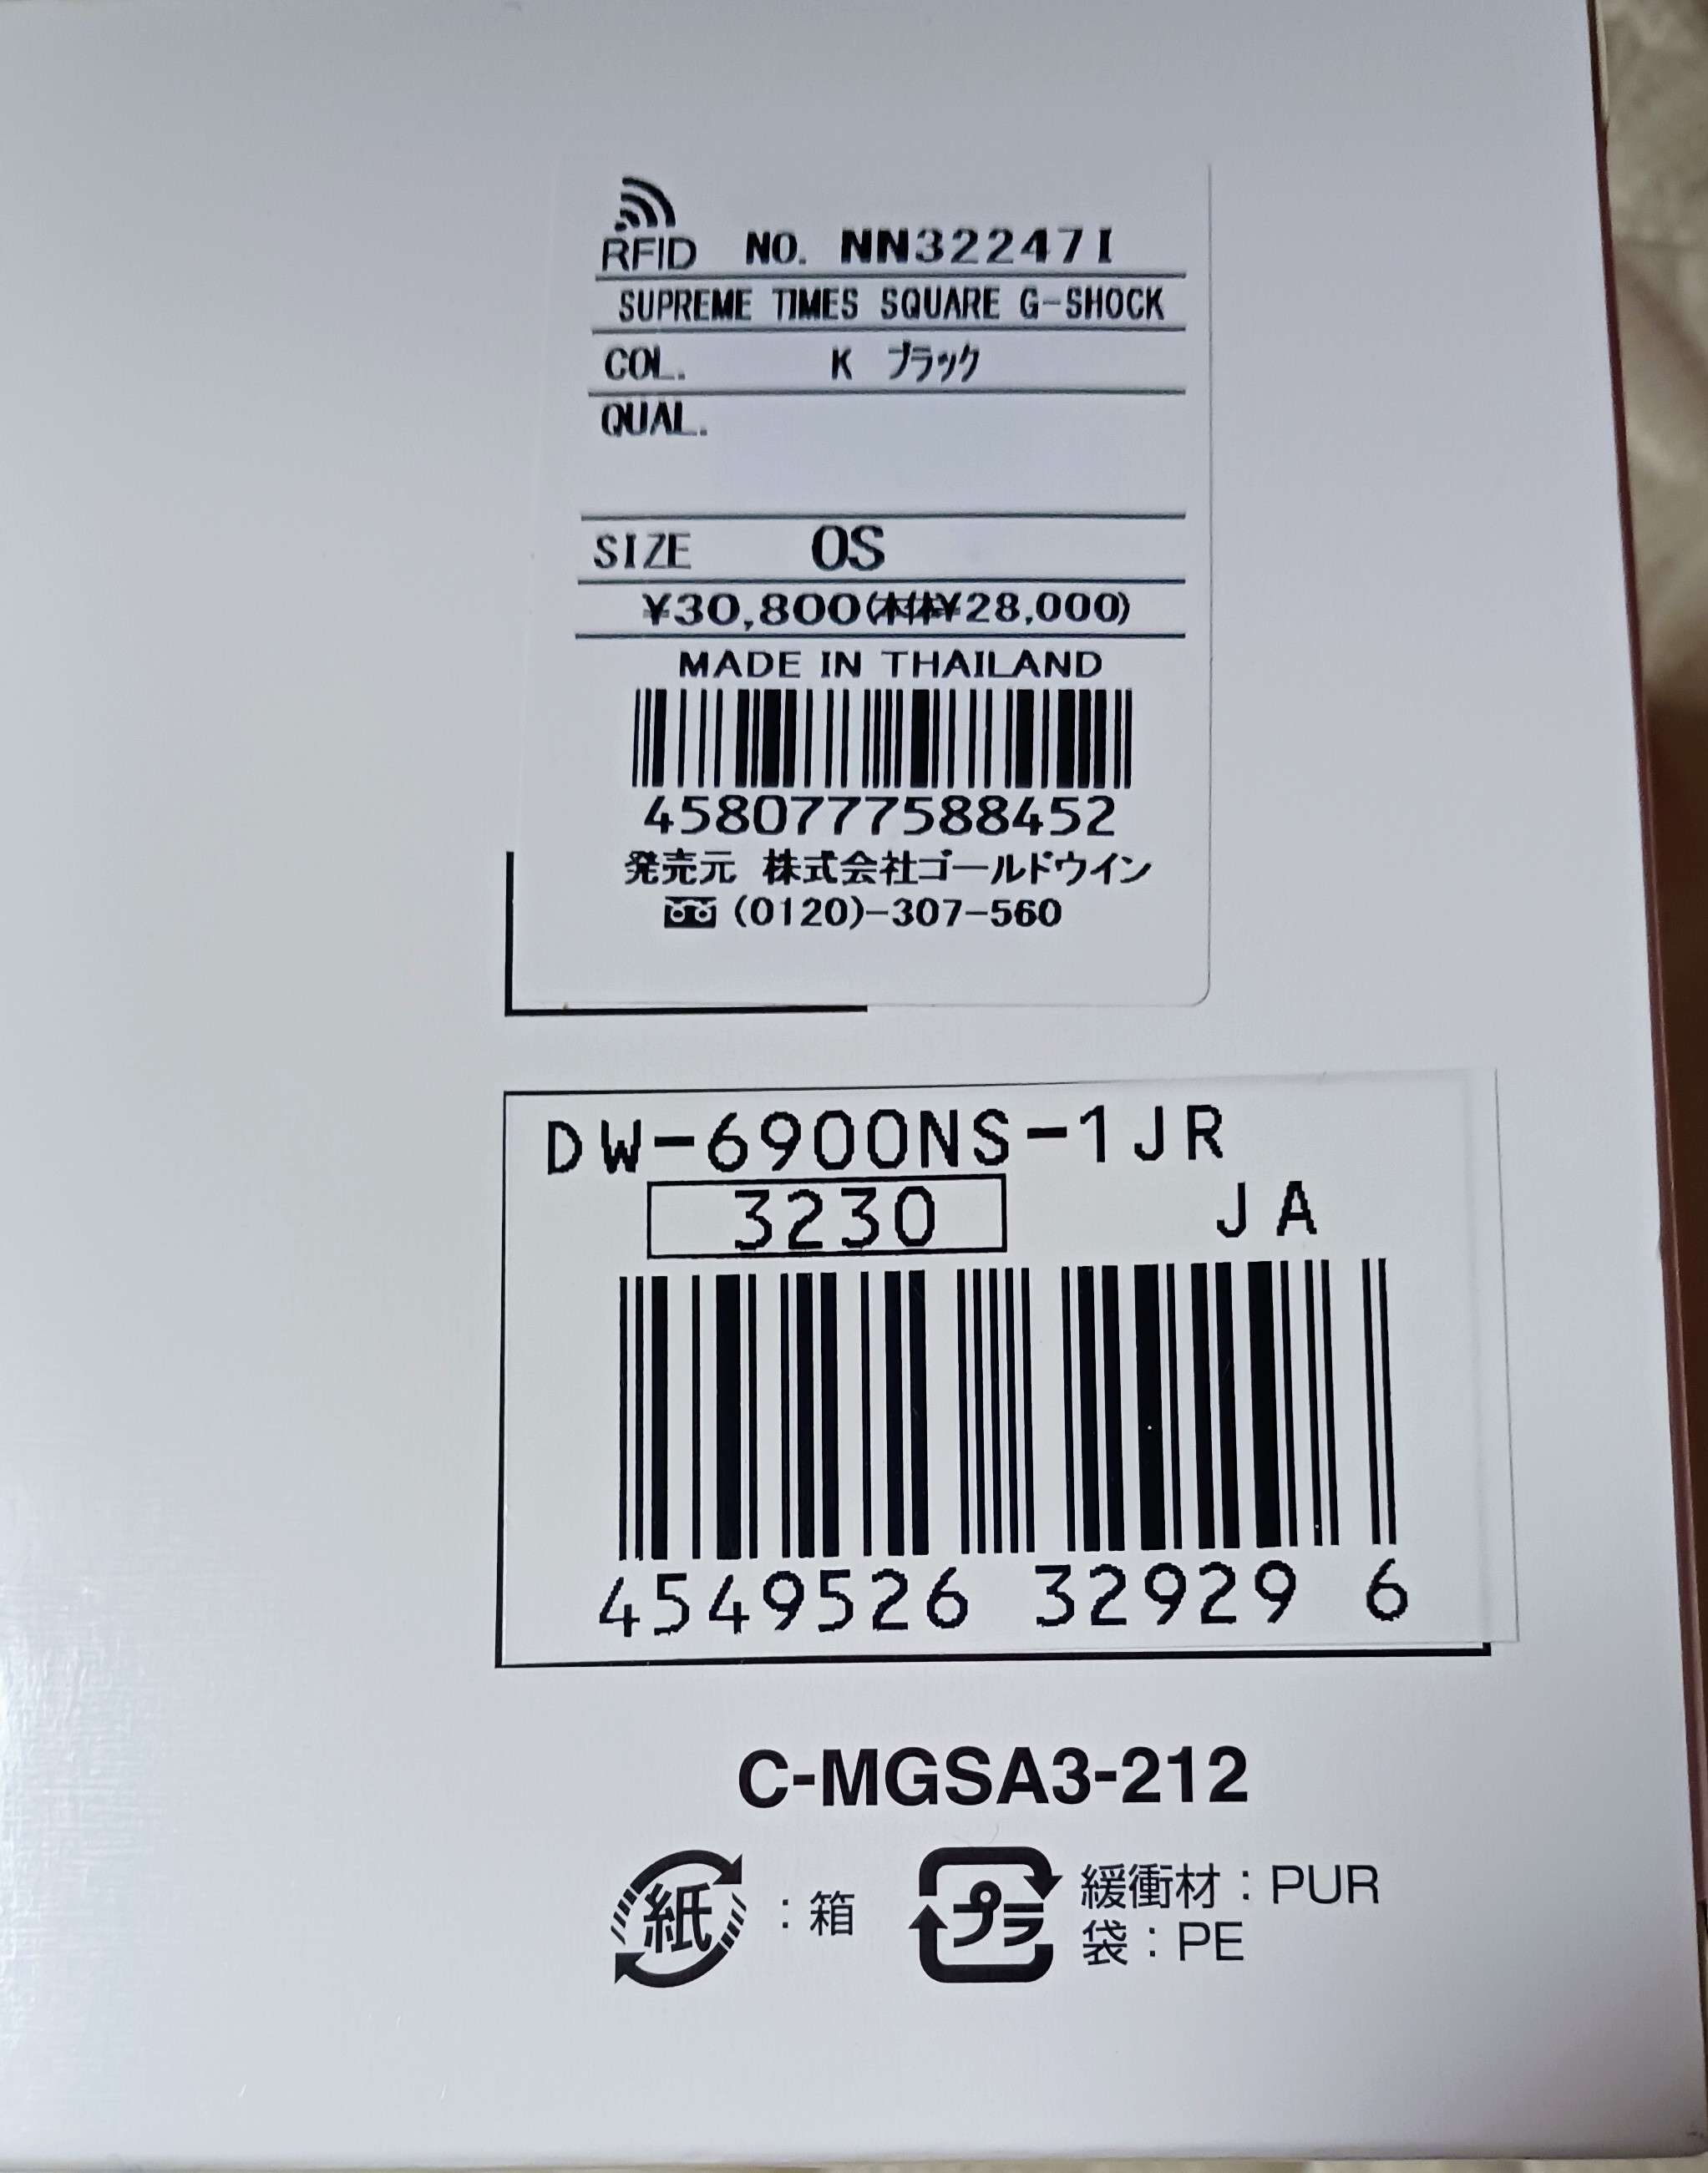 RFID NO. NN32247I
SUPREME TIMES SQUARE G-SHOCK
COL. K ブラック
QUAL.
SIZE OS
¥30,800(本体¥28,000)
MADE IN THAILAND
4580777588452
発売元 株式会社ゴールドウイン
(0120)-307-560
DW-6900NS-1JR
3230 JA
4549526 32929 6
C-MGSA3-212
紙 : 箱
プラ 緩衝材 : PUR
袋 : PE